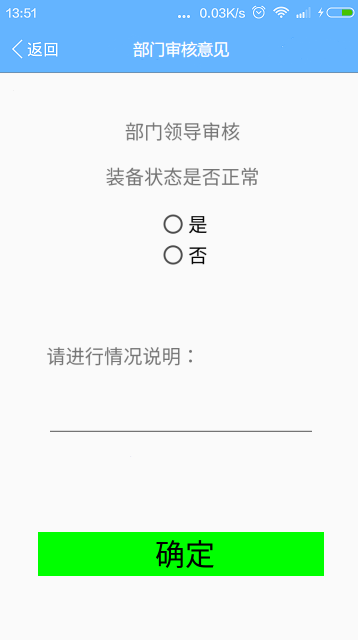 13:51
... 0.03K/s
返回
部门审核意见
部门领导审核
装备状态是否正常
是
否
请进行情况说明：
确定